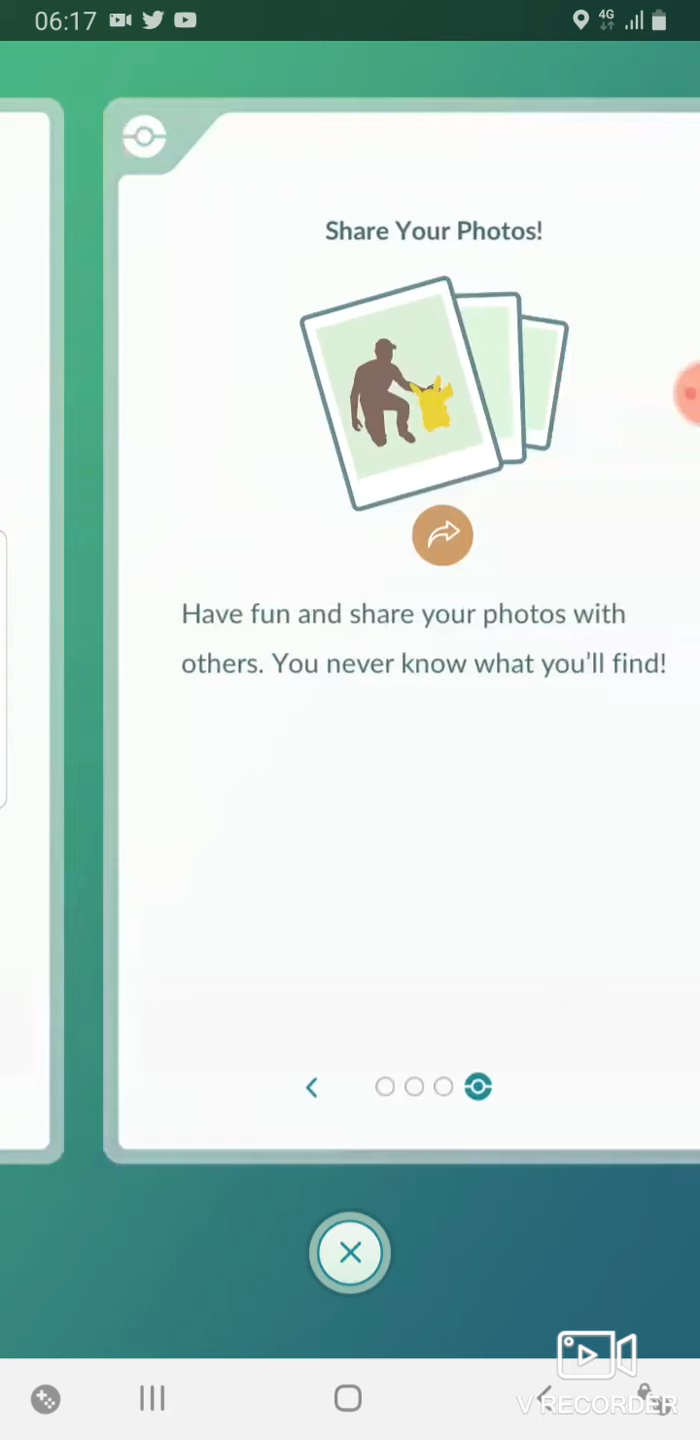 06:17
4G
Share Your Photos!
Have fun and share your photos with
others. You never know what you'll find!
V RECORDER